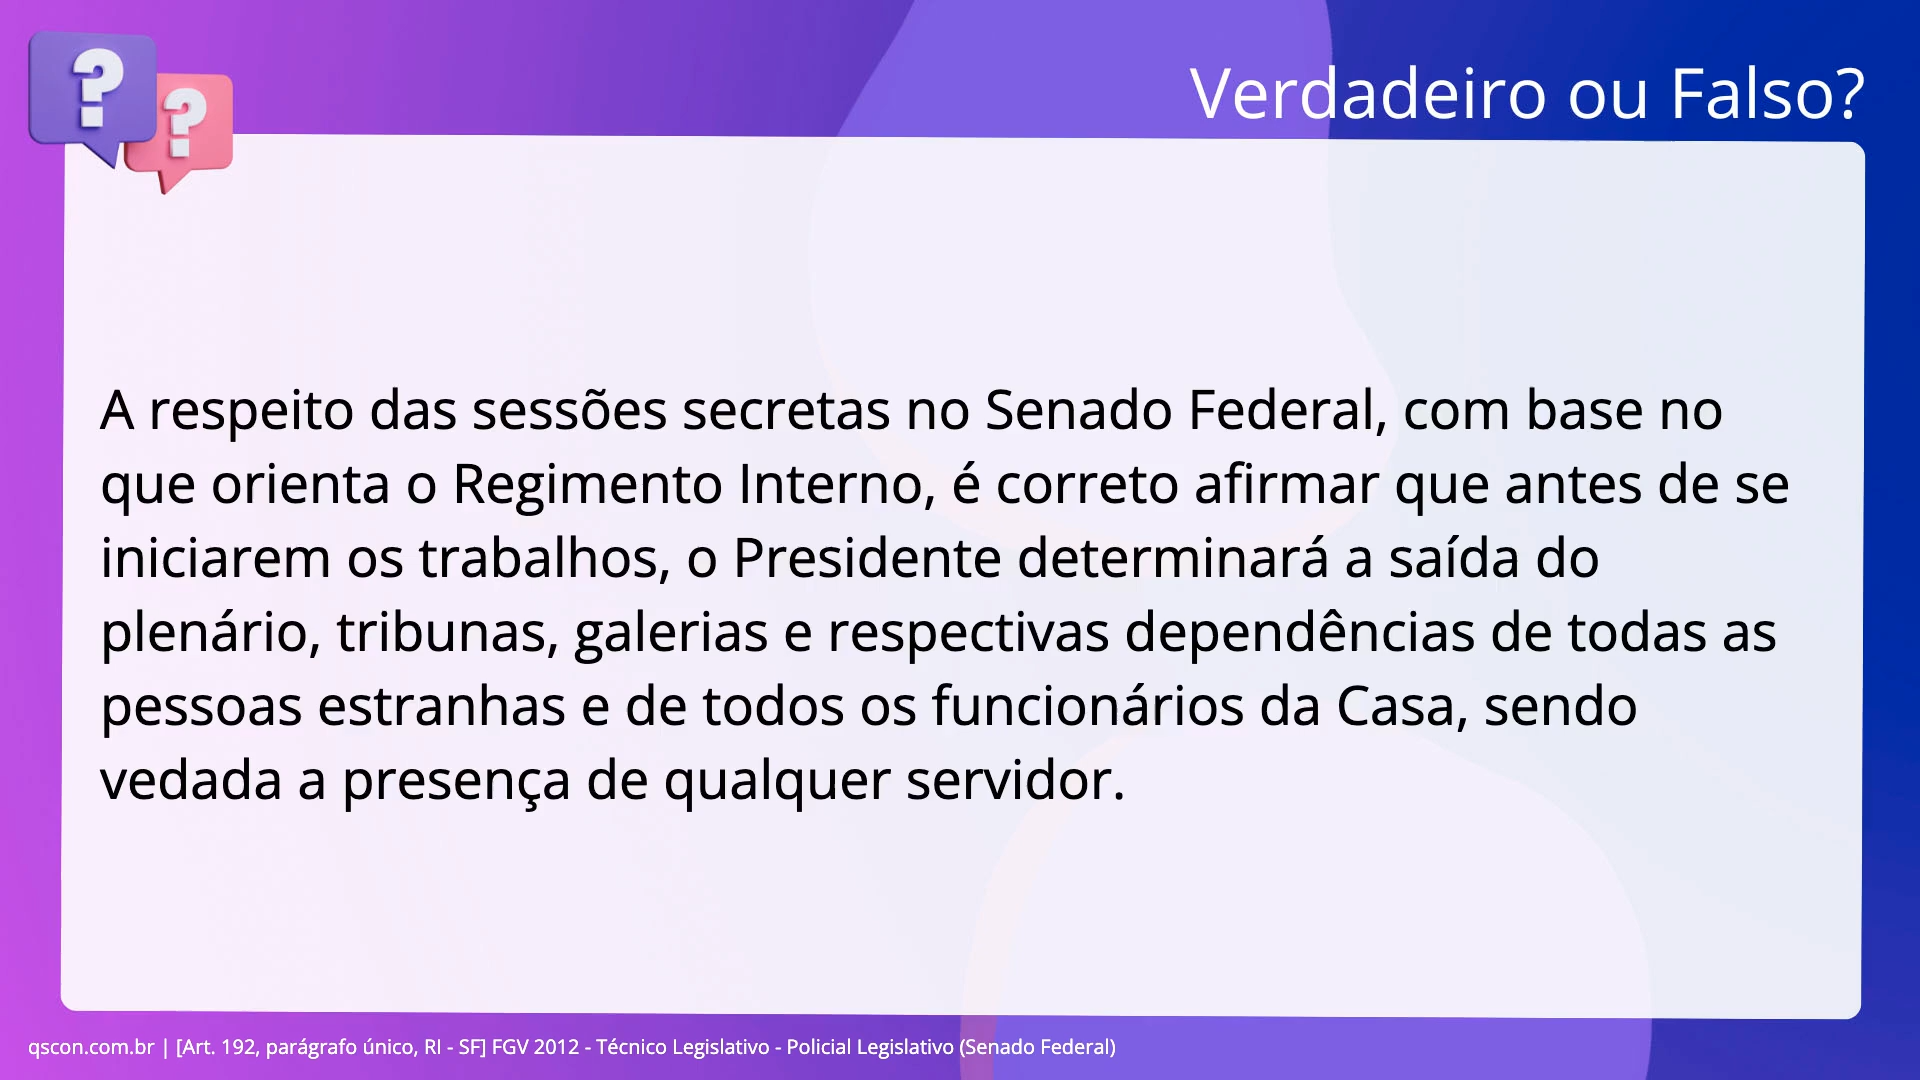 ?
?
Verdadeiro ou Falso?
A respeito das sessões secretas no Senado Federal, com base no
que orienta o Regimento Interno, é correto afirmar que antes de se
iniciarem os trabalhos, o Presidente determinará a saída do
plenário, tribunas, galerias e respectivas dependências de todas as
pessoas estranhas e de todos os funcionários da Casa, sendo
vedada a presença de qualquer servidor.
qscon.com.br | [Art. 192, parágrafo único, RI - SF] FGV 2012 - Técnico Legislativo - Policial Legislativo (Senado Federal)